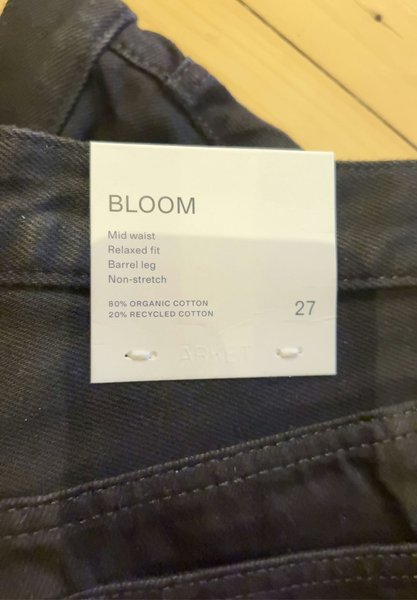 BLOOM
Mid waist
Relaxed fit
Barrel leg
Non-stretch
80% ORGANIC COTTON
20% RECYCLED COTTON
27
ARKET